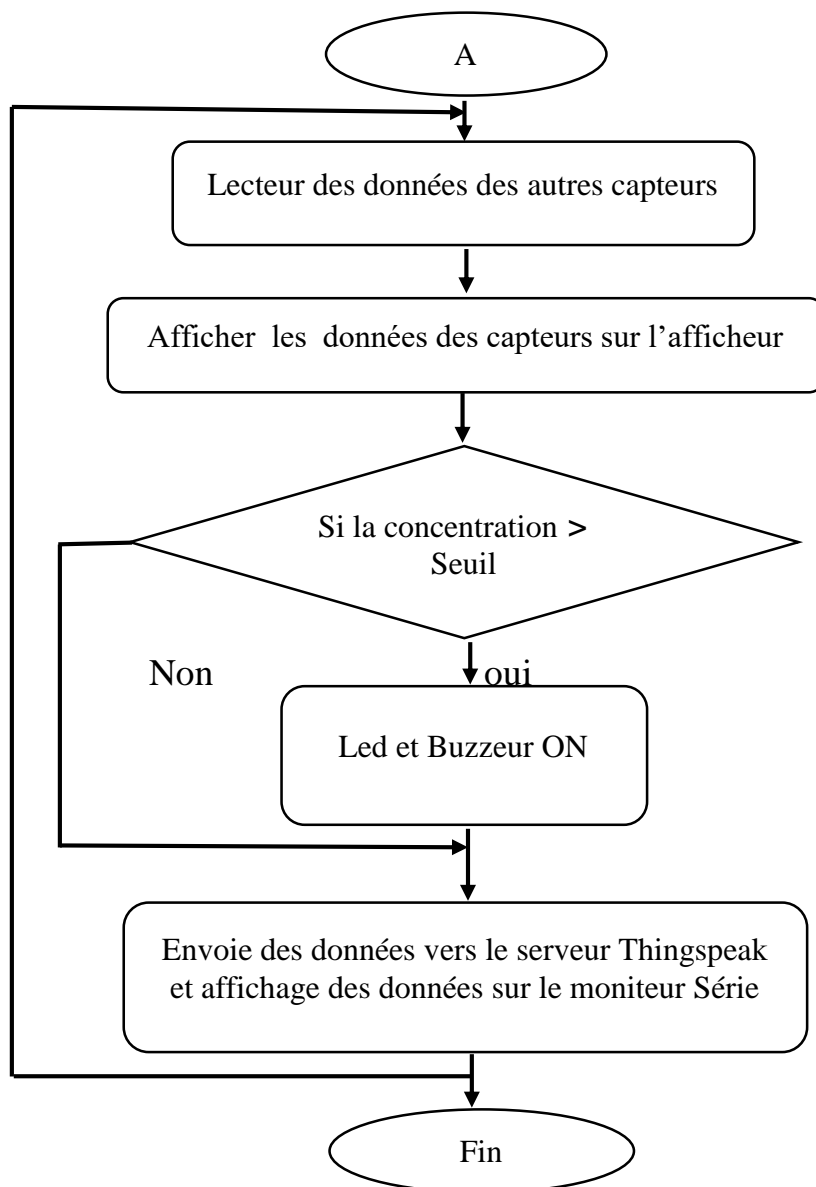 A
Lecteur des données des autres capteurs
Afficher les données des capteurs sur l’afficheur
Si la concentration >
Seuil
Non
oui
Led et Buzzeur ON
Envoie des données vers le serveur Thingspeak
et affichage des données sur le moniteur Série
Fin